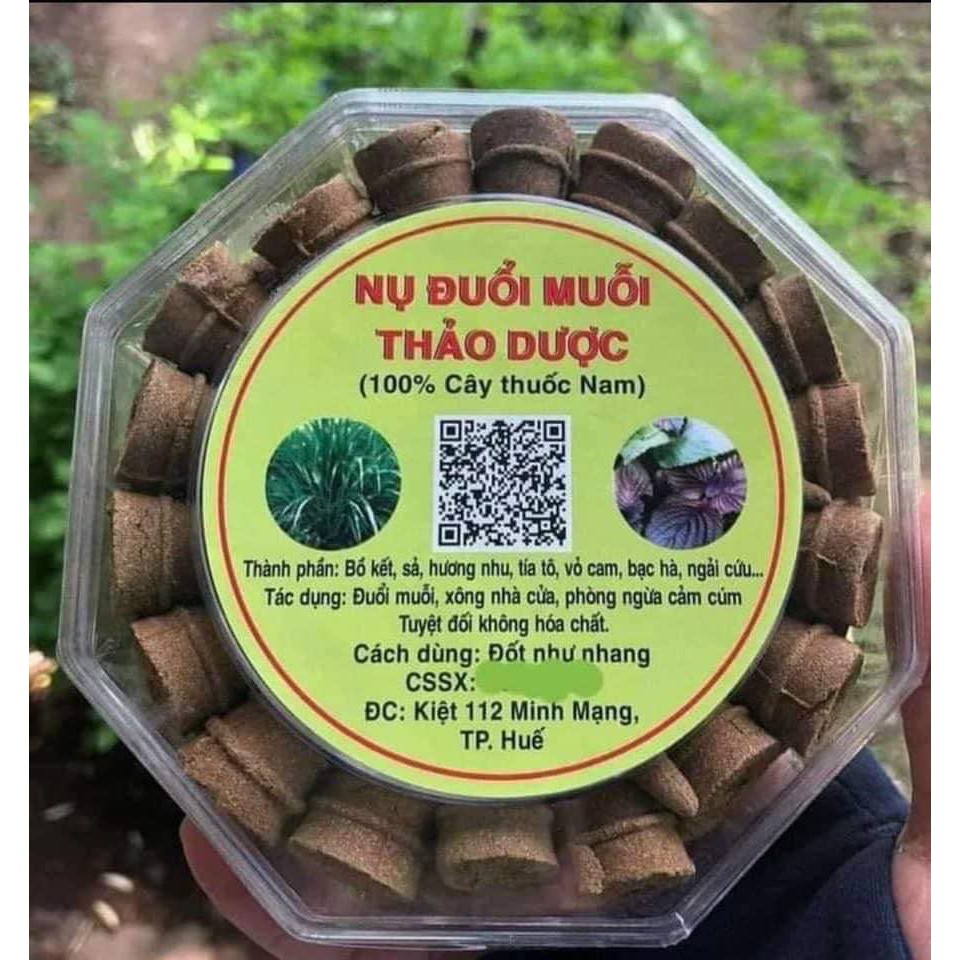 NỤ ĐUỔI MUỖI
THẢO DƯỢC
(100% Cây thuốc Nam)
Thành phần: Bồ kết, sả, hương nhu, tía tô, vỏ cam, bạc hà, ngải cứu...
Tác dụng: Đuổi muỗi, xông nhà cửa, phòng ngừa cảm cúm
Tuyệt đối không hóa chất.
Cách dùng: Đốt như nhang
CSSX:
ĐC: Kiệt 112 Minh Mạng,
TP. Huế